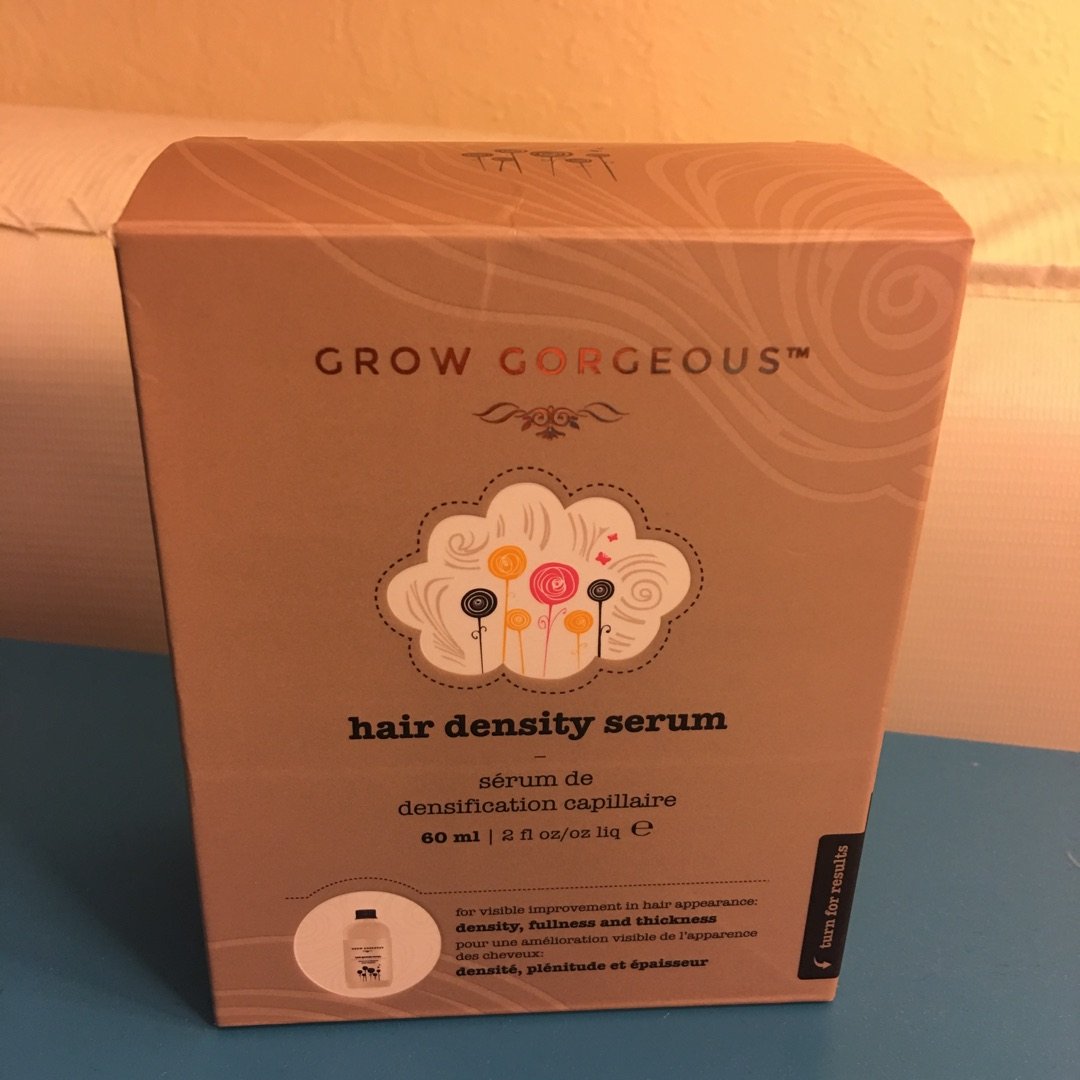 GROW GORGEOUS™
hair density serum
–
sérum de
densification capillaire
60 ml | 2 fl oz/oz liq ℮
for visible improvement in hair appearance:
density, fullness and thickness
pour une amélioration visible de l'apparence
des cheveux:
densité, plénitude et épaisseur
turn for results
GROW GORGEOUS